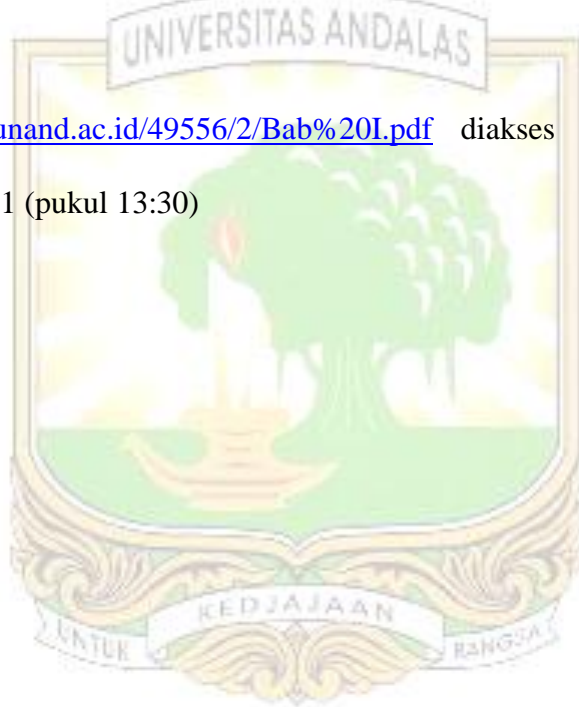 UNIVERSITAS ANDALAS
unand.ac.id/49556/2/Bab%20I.pdf diakses
1 (pukul 13:30)
KEDJAJAAN
UNTUK BANGSA